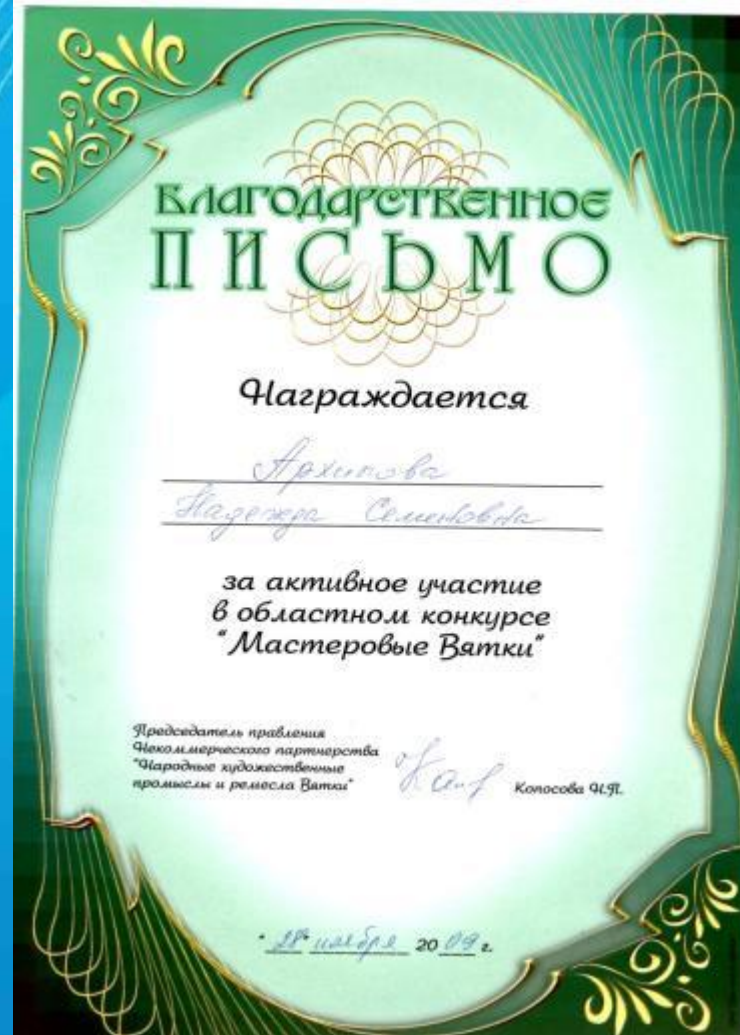 БЛАГОДАРСТВЕННОЕ
ПИСЬМО
Награждается
Архипова
Надежда Семеновна
за активное участие
в областном конкурсе
"Мастеровые Вятки"
Председатель правления
Некоммерческого партнерства
"Народные художественные
промыслы и ремесла Вятки"
Копосова Н.П.
"28" ноября 2009 г.